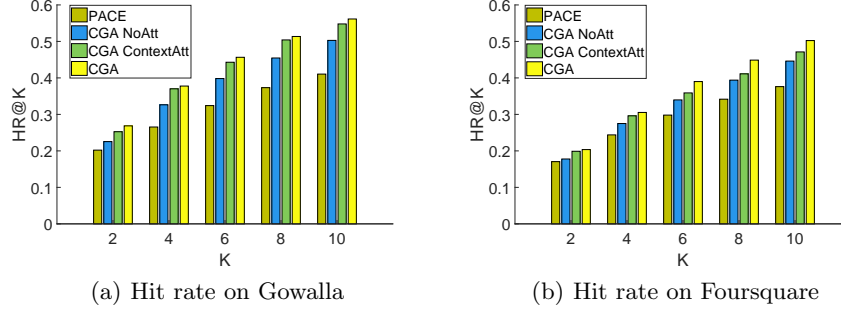 0.6
0.5
0.4
0.3
0.2
0.1
0
HR@K
PACE
CGA NoAtt
CGA ContextAtt
CGA
2 4 6 8 10
K
(a) Hit rate on Gowalla
0.6
0.5
0.4
0.3
0.2
0.1
0
HR@K
PACE
CGA NoAtt
CGA ContextAtt
CGA
2 4 6 8 10
K
(b) Hit rate on Foursquare